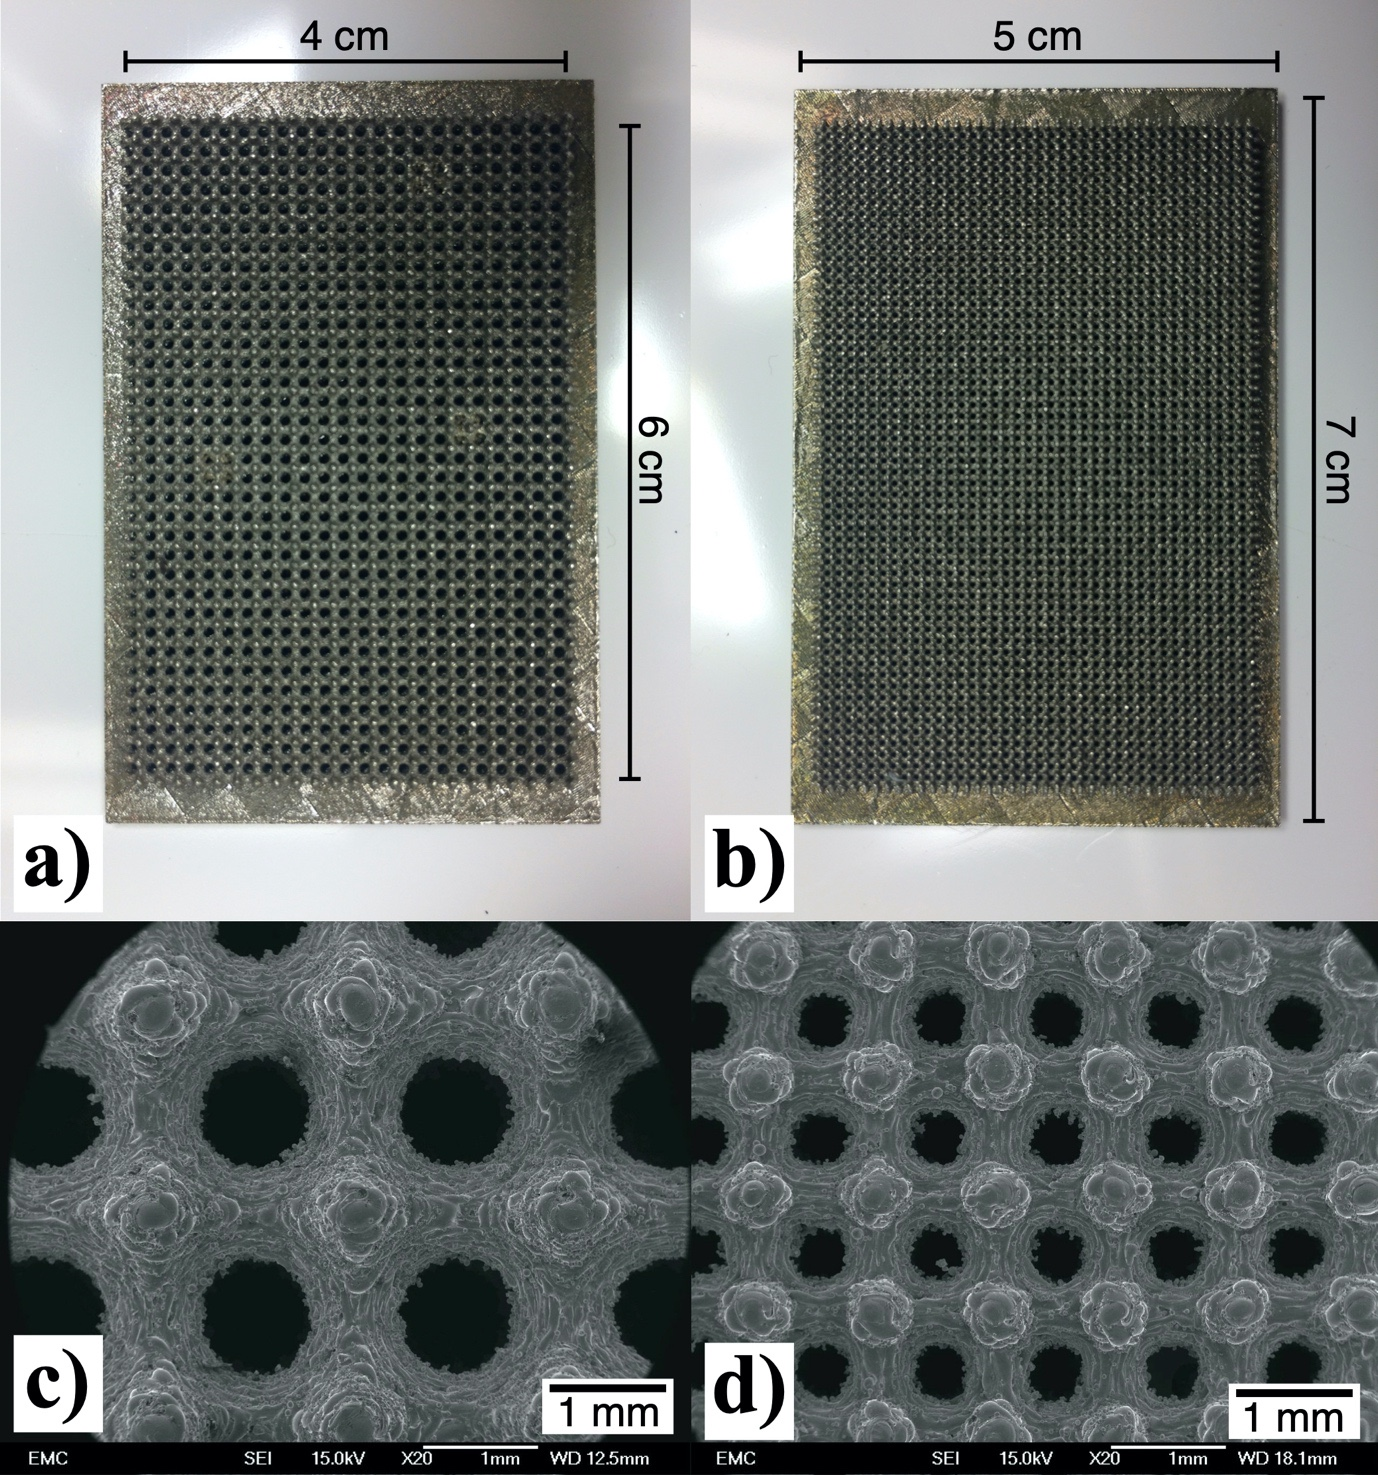 4 cm
5 cm
6 cm
7 cm
a)
b)
c)
1 mm
d)
1 mm
EMC SEI 15.0kV X20 1mm WD 12.5mm
EMC SEI 15.0kV X20 1mm WD 18.1mm